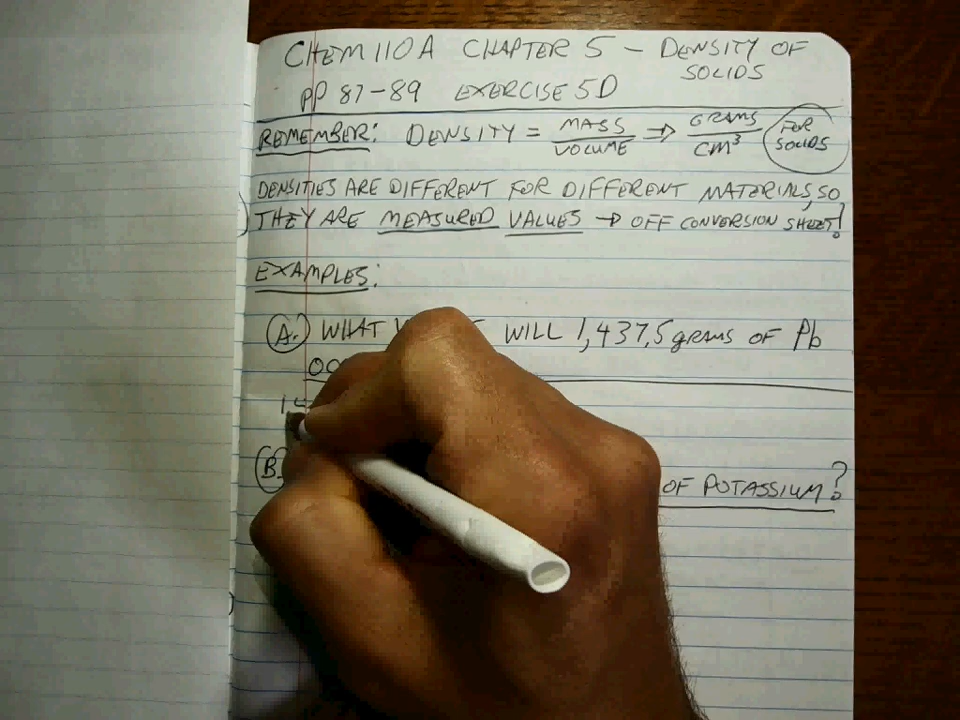 CHEM 110A CHAPTER 5 - DENSITY OF SOLIDS
PP 87-89 EXERCISE 5D
REMEMBER: DENSITY = MASS/VOLUME → GRAMS/CM³ FOR SOLIDS
DENSITIES ARE DIFFERENT FOR DIFFERENT MATERIALS, SO
THEY ARE MEASURED VALUES → OFF CONVERSION SHEET!
EXAMPLES:
A. WHAT WILL 1,437.5 grams OF Pb
14
B. OF POTASSIUM?